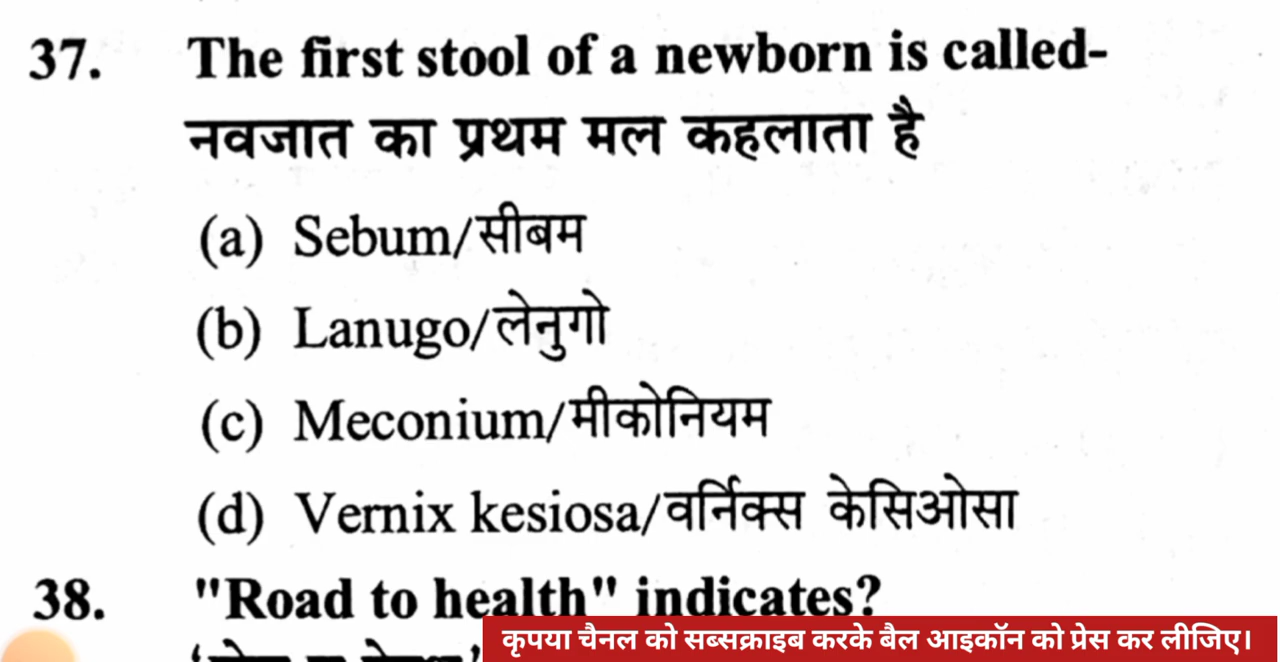 37. The first stool of a newborn is called-
नवजात का प्रथम मल कहलाता है
(a) Sebum/सीबम
(b) Lanugo/लेनुगो
(c) Meconium/मीकोनियम
(d) Vernix kesiosa/वर्निक्स केसिओसा
38. "Road to health" indicates?
कृपया चैनल को सब्सक्राइब करके बैल आइकॉन को प्रेस कर लीजिए।